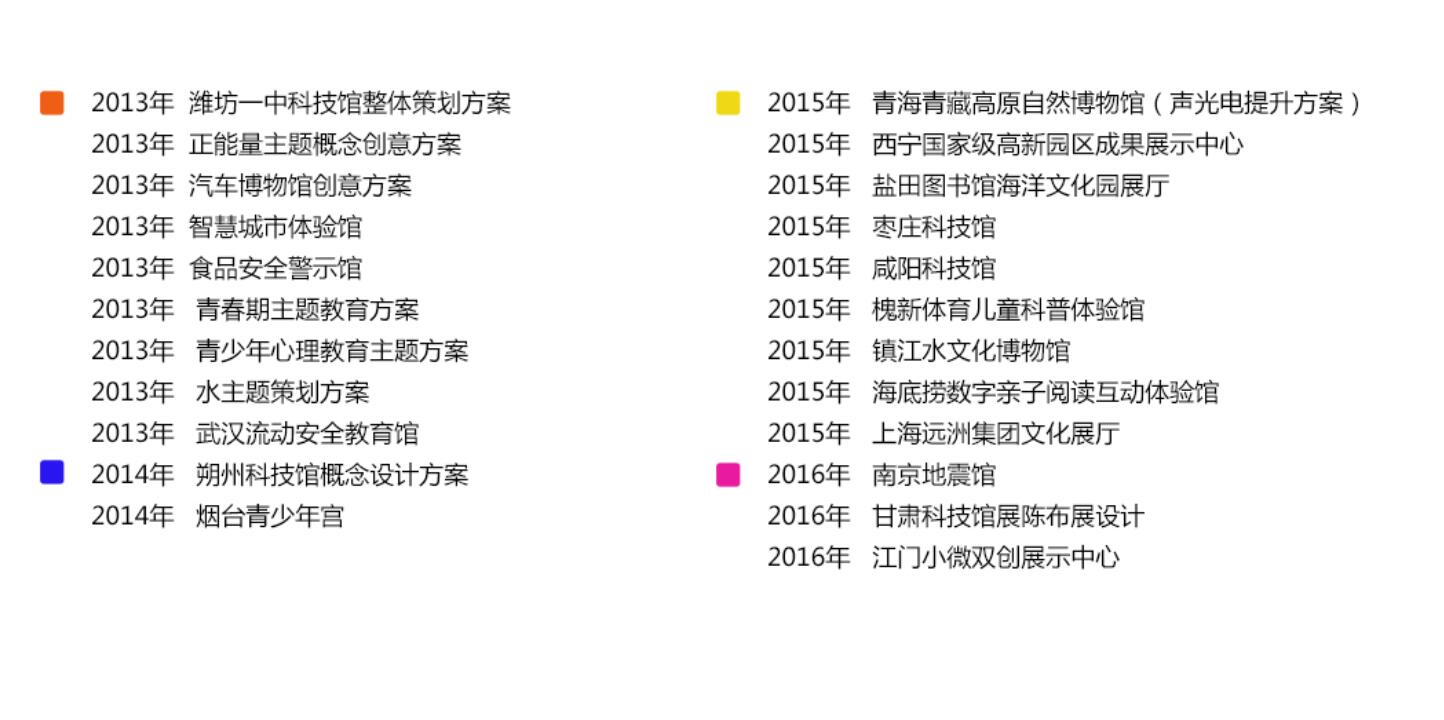 2013年 潍坊一中科技馆整体策划方案
2013年 正能量主题概念创意方案
2013年 汽车博物馆创意方案
2013年 智慧城市体验馆
2013年 食品安全警示馆
2013年 青春期主题教育方案
2013年 青少年心理教育主题方案
2013年 水主题策划方案
2013年 武汉流动安全教育馆
2014年 朔州科技馆概念设计方案
2014年 烟台青少年宫
2015年 青海青藏高原自然博物馆（声光电提升方案）
2015年 西宁国家级高新园区成果展示中心
2015年 盐田图书馆海洋文化园展厅
2015年 枣庄科技馆
2015年 咸阳科技馆
2015年 槐新体育儿童科普体验馆
2015年 镇江水文化博物馆
2015年 海底捞数字亲子阅读互动体验馆
2015年 上海远洲集团文化展厅
2016年 南京地震馆
2016年 甘肃科技馆展陈布展设计
2016年 江门小微双创展示中心